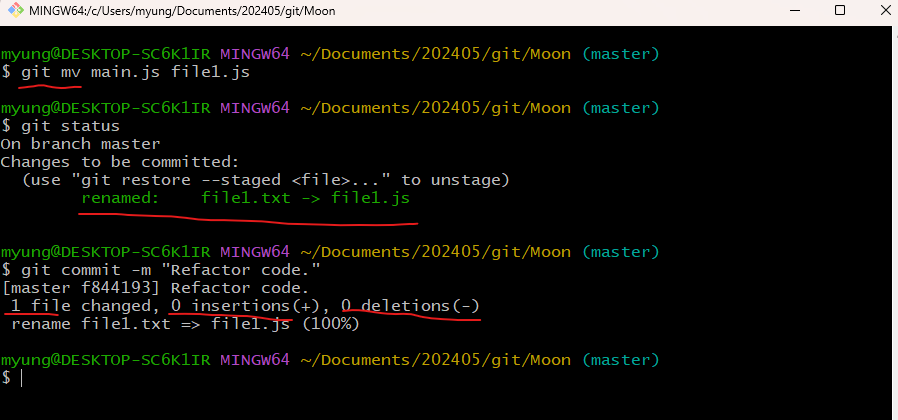 MINGW64:/c/Users/myung/Documents/202405/git/Moon
myung@DESKTOP-SC6K1IR MINGW64 ~/Documents/202405/git/Moon (master)
$ git mv main.js file1.js
myung@DESKTOP-SC6K1IR MINGW64 ~/Documents/202405/git/Moon (master)
$ git status
On branch master
Changes to be committed:
  (use "git restore --staged <file>..." to unstage)
        renamed:    file1.txt -> file1.js
myung@DESKTOP-SC6K1IR MINGW64 ~/Documents/202405/git/Moon (master)
$ git commit -m "Refactor code."
[master f844193] Refactor code.
 1 file changed, 0 insertions(+), 0 deletions(-)
 rename file1.txt => file1.js (100%)
myung@DESKTOP-SC6K1IR MINGW64 ~/Documents/202405/git/Moon (master)
$